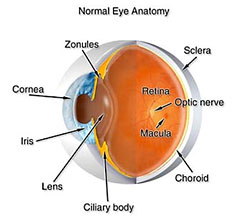 Normal Eye Anatomy
Zonules
Sclera
Cornea
Retina
Optic nerve
Macula
Iris
Lens
Choroid
Ciliary body